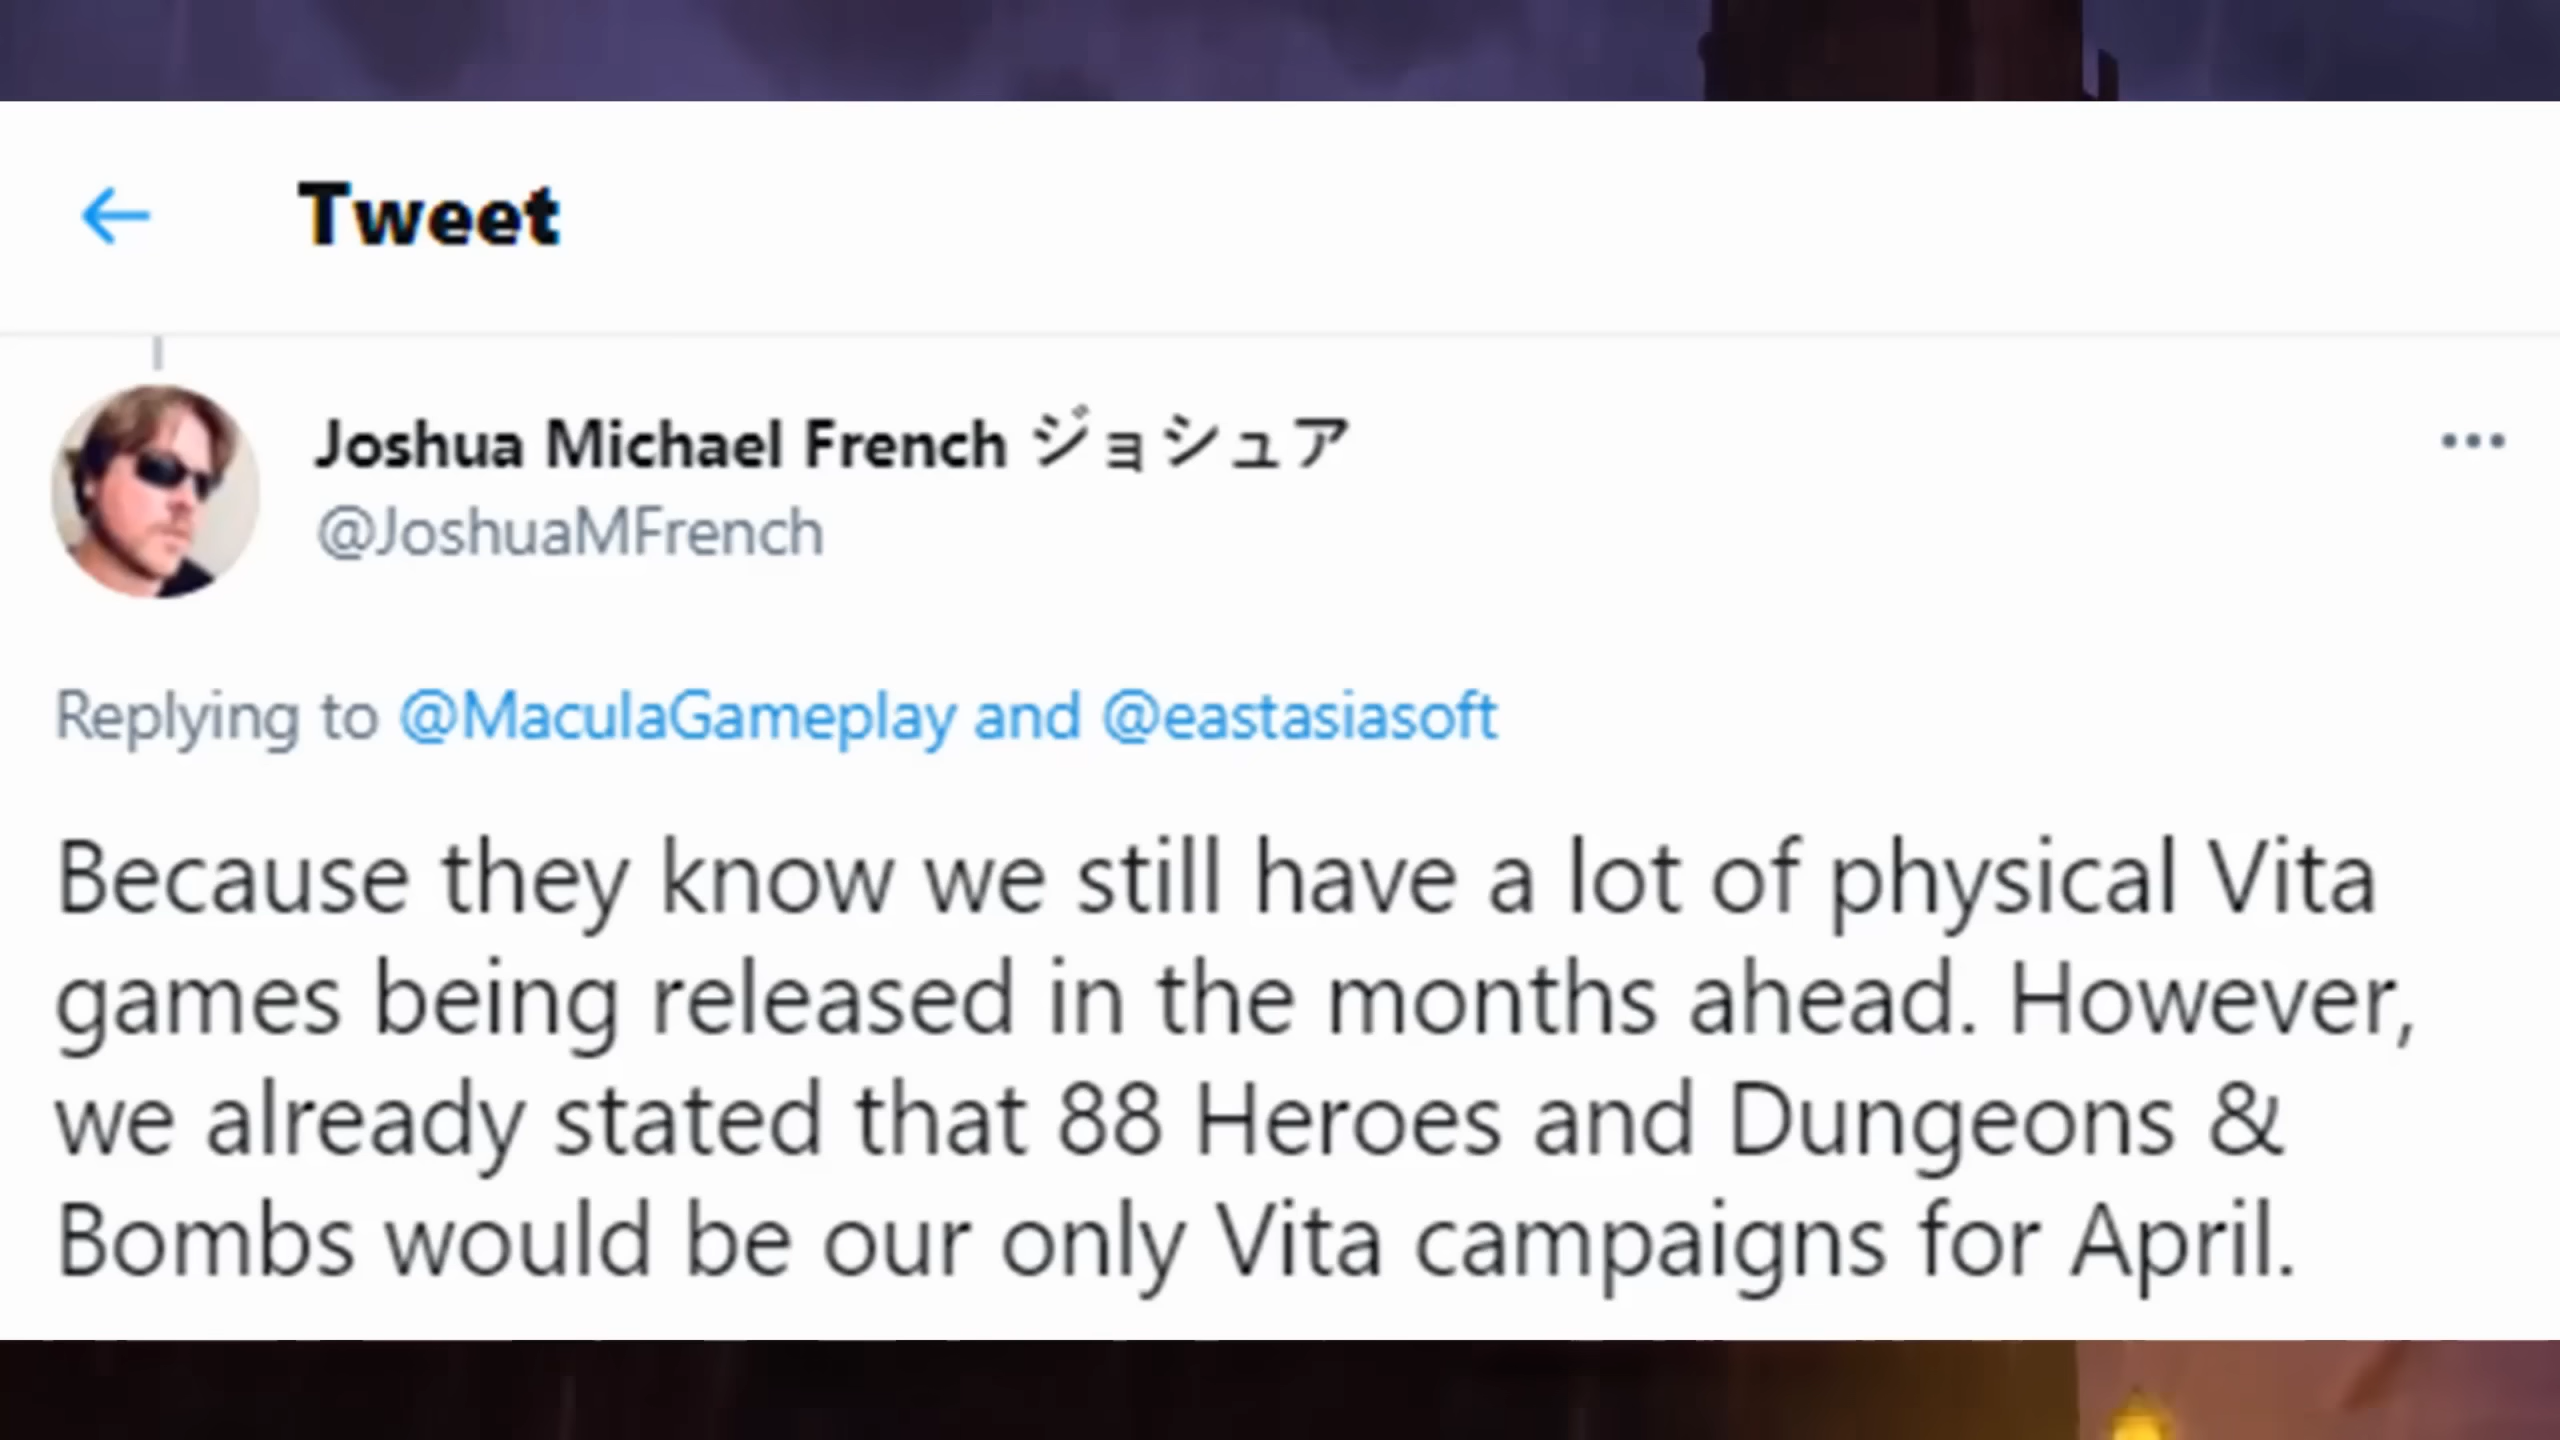 Tweet
Joshua Michael French ジョシュア
@JoshuaMFrench
Replying to @MaculaGameplay and @eastasiasoft
Because they know we still have a lot of physical Vita
games being released in the months ahead. However,
we already stated that 88 Heroes and Dungeons &
Bombs would be our only Vita campaigns for April.